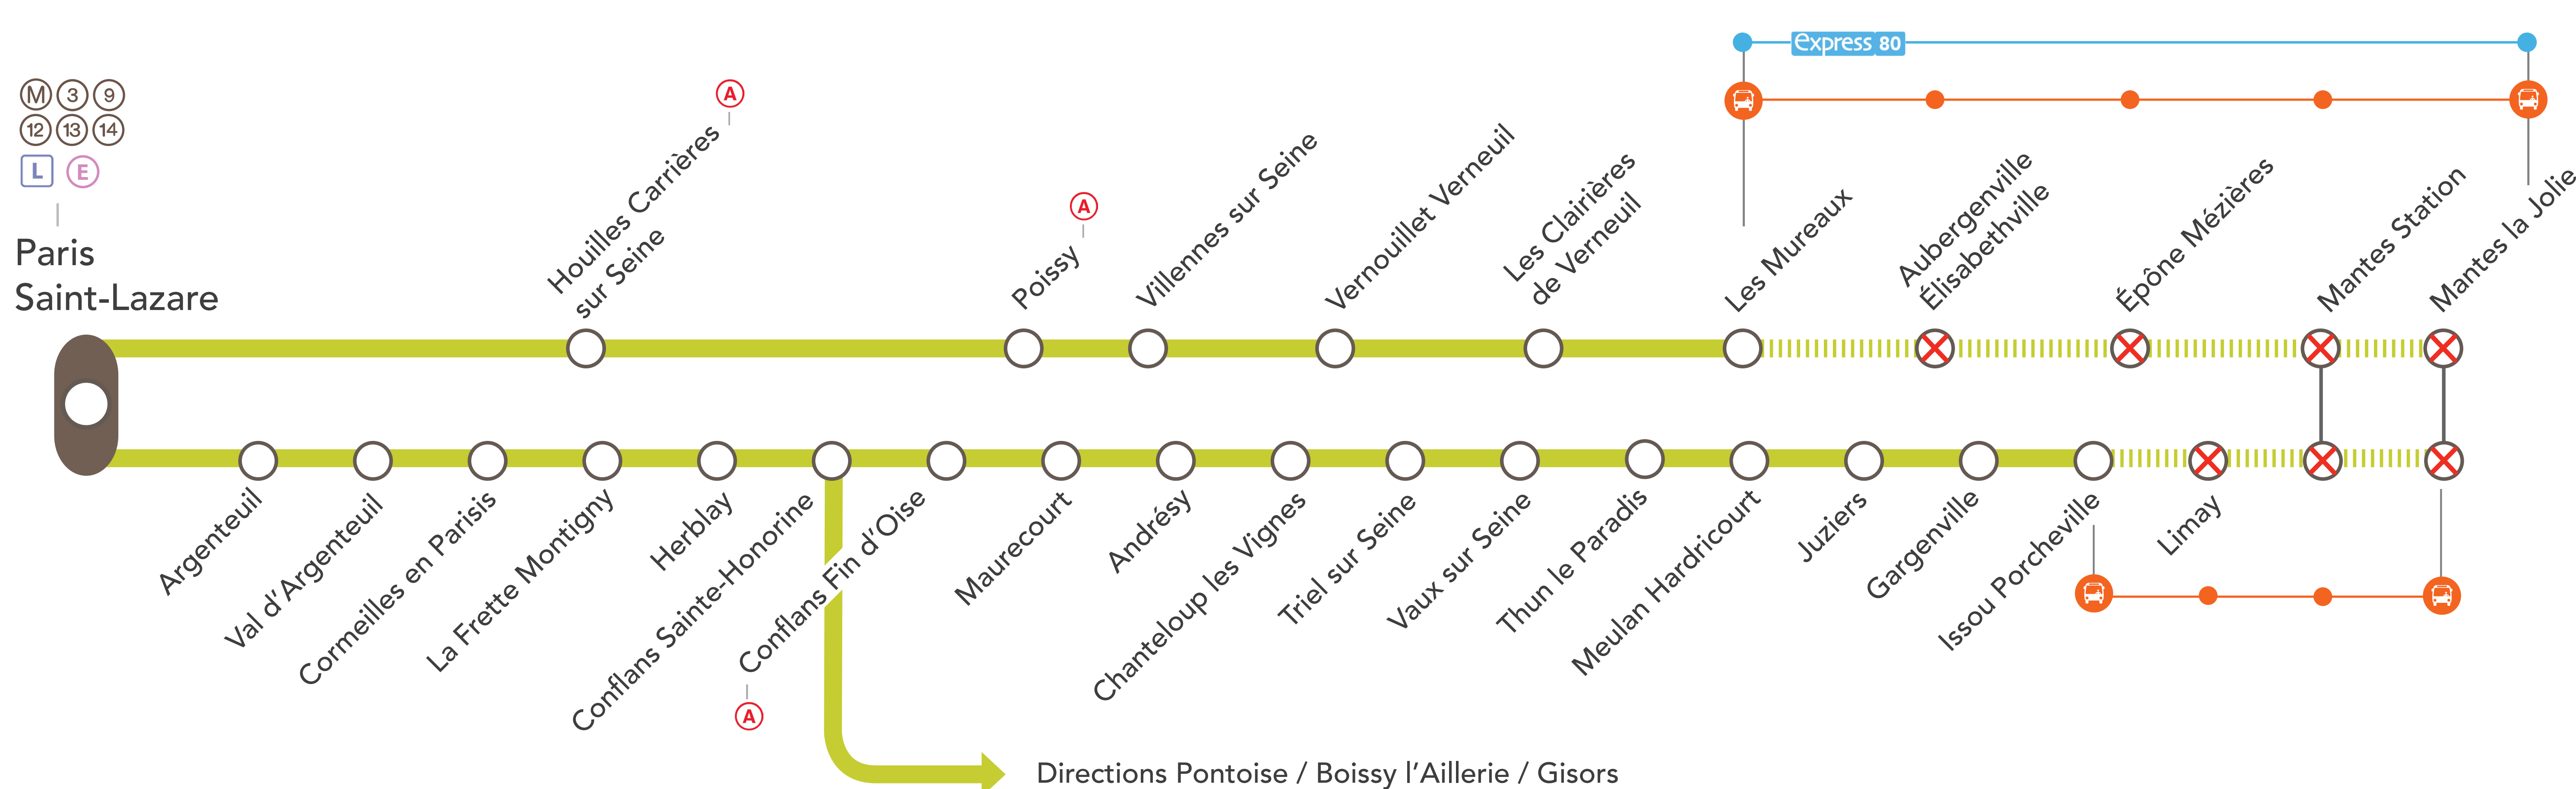 express 80
M 3 9
12 13 14
L E
Paris
Saint-Lazare
Houilles Carrières
sur Seine
A
Poissy
A
Villennes sur Seine
Vernouillet Verneuil
Les Clairières
de Verneuil
Les Mureaux
Aubergenville
Élisabethville
Épône Mézières
Mantes Station
Mantes la Jolie
Argenteuil
Val d'Argenteuil
Cormeilles en Parisis
La Frette Montigny
Herblay
Conflans Sainte-Honorine
Conflans Fin d'Oise
A
Maurecourt
Andrésy
Chanteloup les Vignes
Triel sur Seine
Vaux sur Seine
Thun le Paradis
Meulan Hardricourt
Juziers
Gargenville
Issou Porcheville
Limay
Directions Pontoise / Boissy l'Aillerie / Gisors